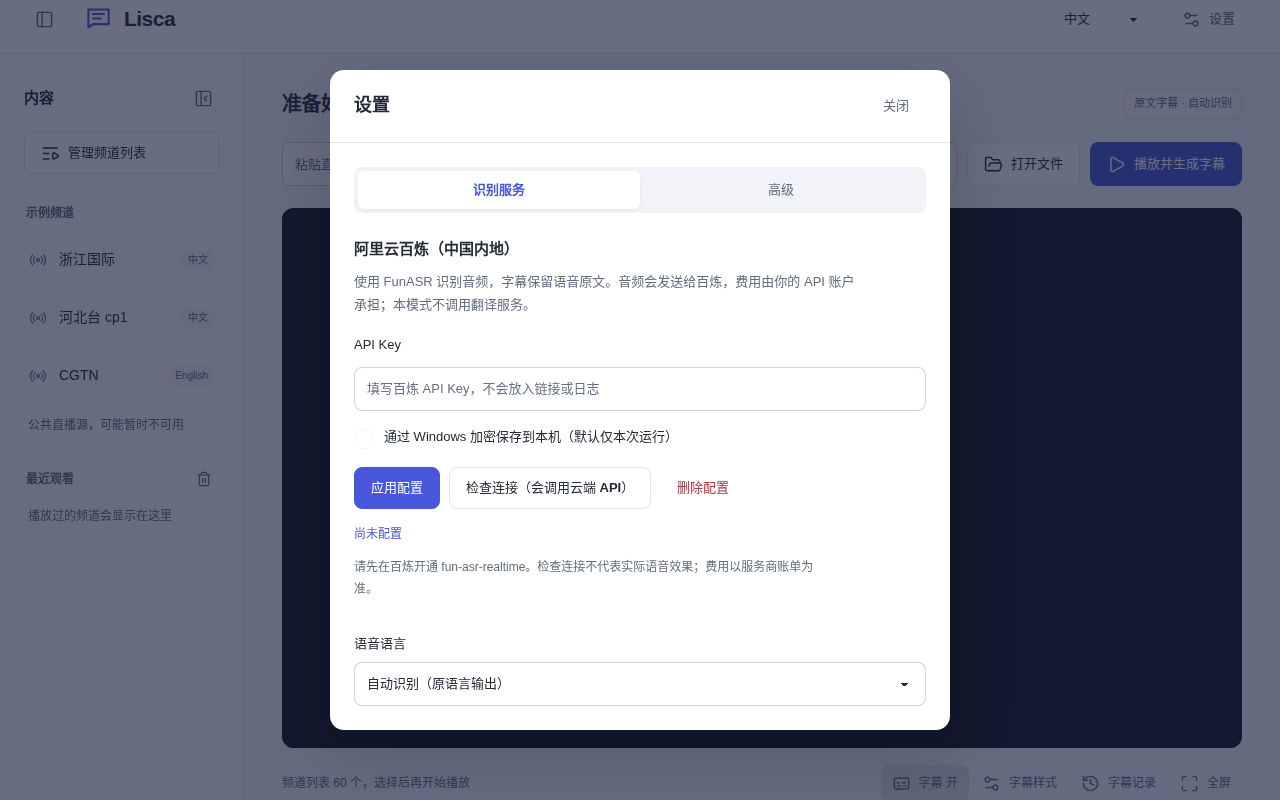 Lisca
中文
设置
内容
管理频道列表
示例频道
浙江国际 中文
河北台 cp1 中文
CGTN English
公共直播源，可能暂时不可用
最近观看
播放过的频道会显示在这里
准备
原文字幕 · 自动识别
粘贴
打开文件
播放并生成字幕
设置
关闭
识别服务
高级
阿里云百炼（中国内地）
使用 FunASR 识别音频，字幕保留语音原文。音频会发送给百炼，费用由你的 API 账户
承担；本模式不调用翻译服务。
API Key
填写百炼 API Key，不会放入链接或日志
通过 Windows 加密保存到本机（默认仅本次运行）
应用配置
检查连接（会调用云端 API）
删除配置
尚未配置
请先在百炼开通 fun-asr-realtime。检查连接不代表实际语音效果；费用以服务商账单为
准。
语音语言
自动识别（原语言输出）
频道列表 60 个，选择后再开始播放
字幕 开
字幕样式
字幕记录
全屏